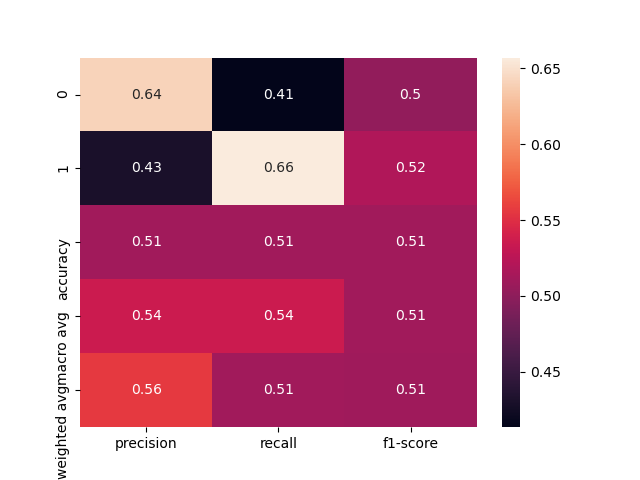 0 0.64 0.41 0.5
1 0.43 0.66 0.52
accuracy 0.51 0.51 0.51
macro avg 0.54 0.54 0.51
weighted avg 0.56 0.51 0.51
precision recall f1-score
0.65
0.60
0.55
0.50
0.45